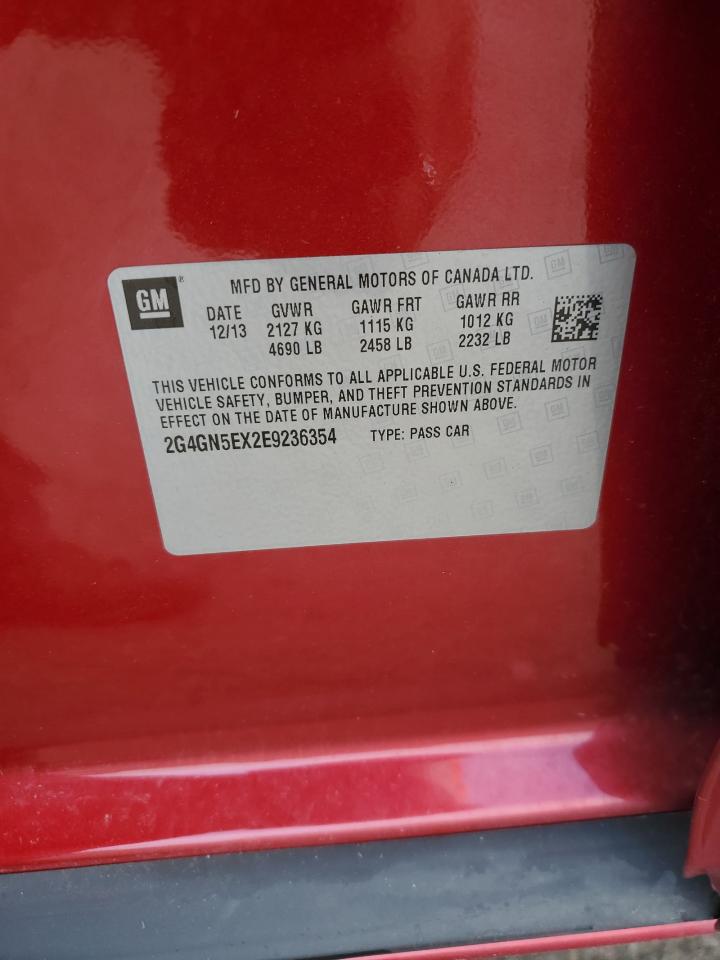 GM®
MFD BY GENERAL MOTORS OF CANADA LTD.
DATE GVWR GAWR FRT GAWR RR
12/13 2127 KG 1115 KG 1012 KG
4690 LB 2458 LB 2232 LB
THIS VEHICLE CONFORMS TO ALL APPLICABLE U.S. FEDERAL MOTOR
VEHICLE SAFETY, BUMPER, AND THEFT PREVENTION STANDARDS IN
EFFECT ON THE DATE OF MANUFACTURE SHOWN ABOVE.
2G4GN5EX2E9236354 TYPE: PASS CAR